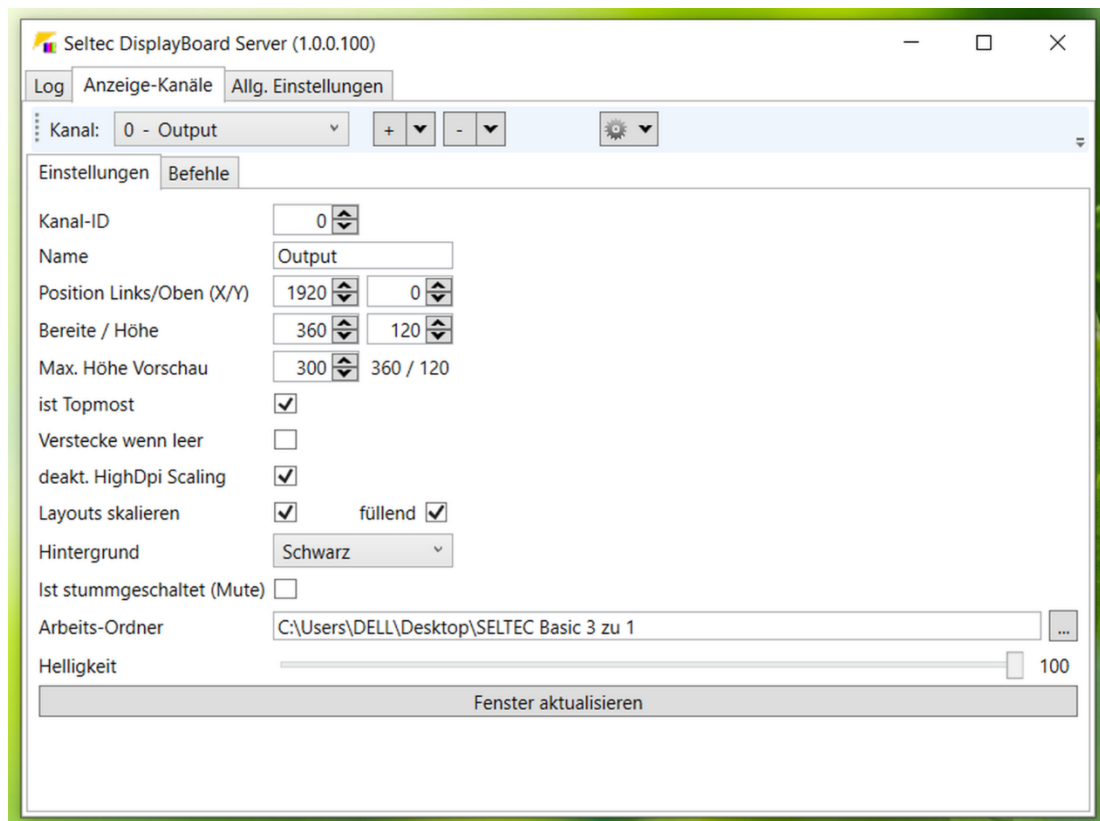 Seltec DisplayBoard Server (1.0.0.100)
Log Anzeige-Kanäle Allg. Einstellungen
Kanal: 0 - Output + -
Einstellungen Befehle
Kanal-ID 0
Name Output
Position Links/Oben (X/Y) 1920 0
Bereite / Höhe 360 120
Max. Höhe Vorschau 300 360 / 120
ist Topmost
Verstecke wenn leer
deakt. HighDpi Scaling
Layouts skalieren füllend
Hintergrund Schwarz
Ist stummgeschaltet (Mute)
Arbeits-Ordner C:\Users\DELL\Desktop\SELTEC Basic 3 zu 1 ...
Helligkeit 100
Fenster aktualisieren